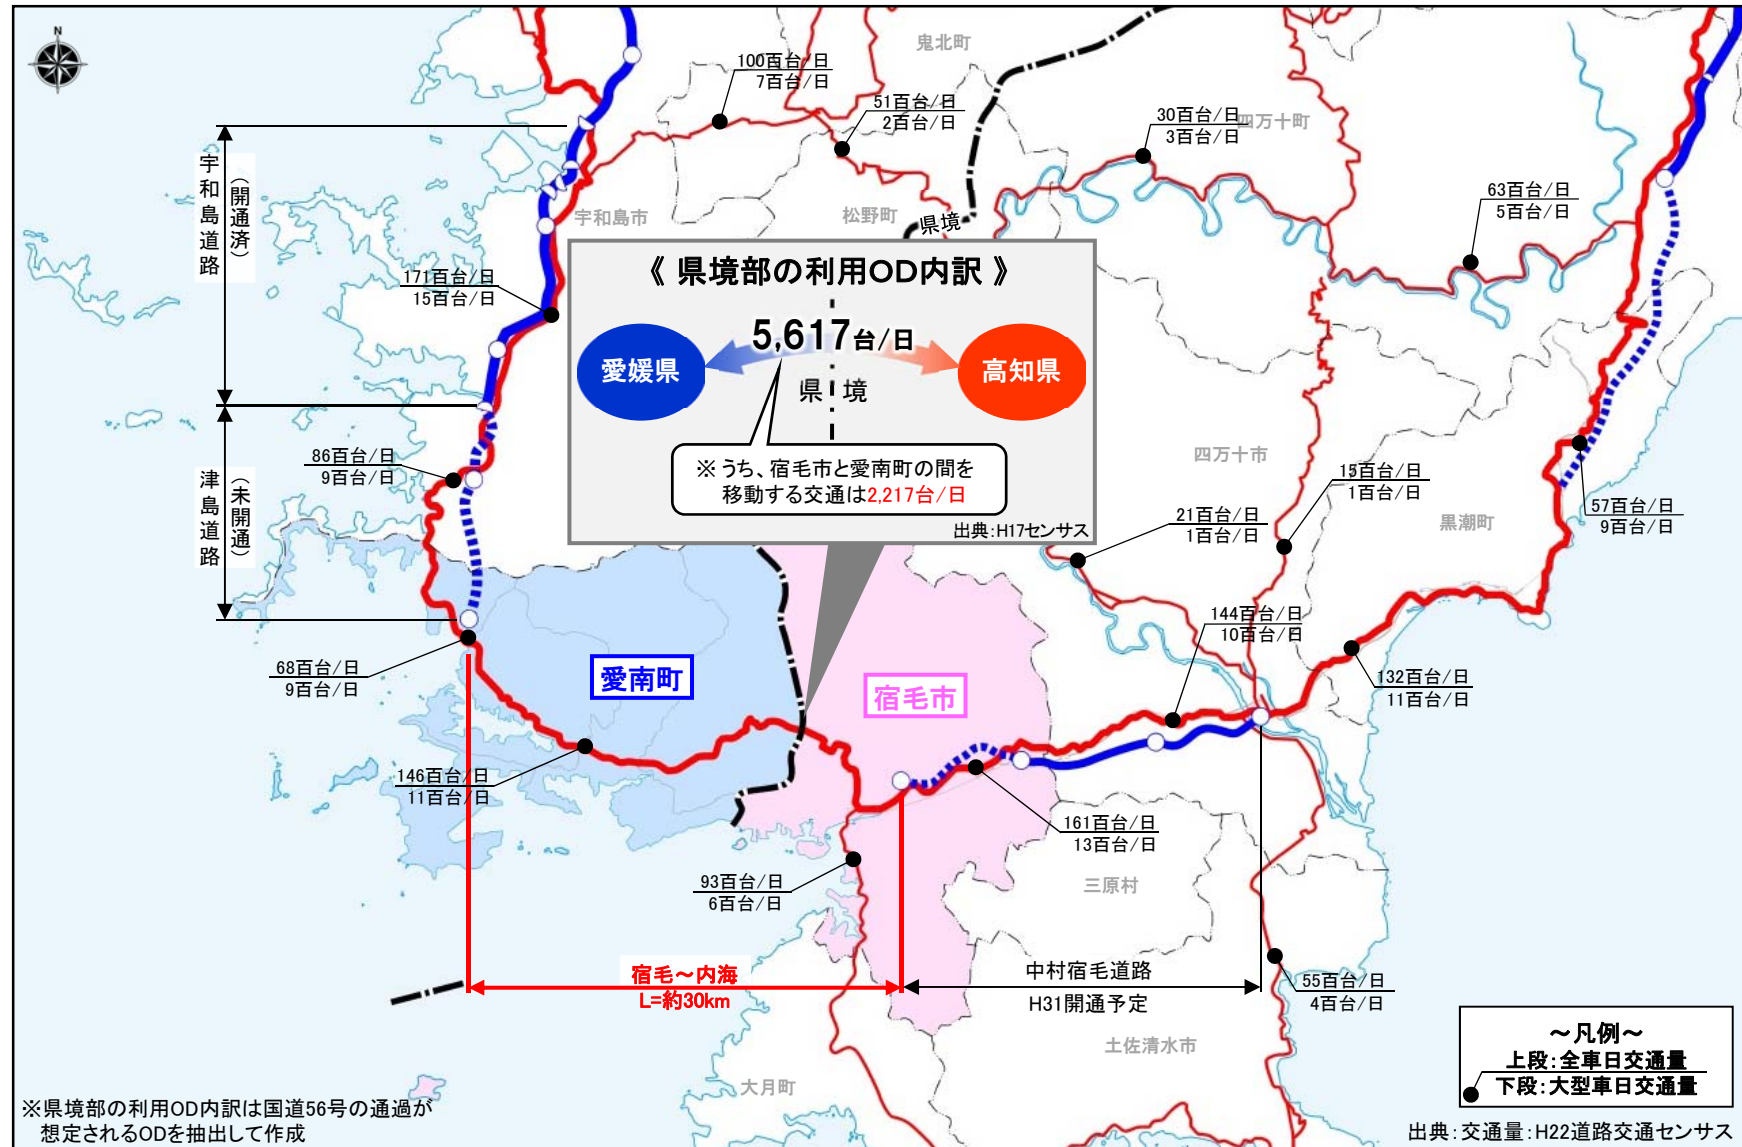 N
鬼北町
100百台/日
7百台/日
51百台/日
2百台/日
30百台/日
3百台/日
四万十町
宇和島道路
(開通済)
宇和島市
松野町
県境
63百台/日
5百台/日
171百台/日
15百台/日
《 県境部の利用OD内訳 》
5,617台/日
愛媛県
高知県
県境
※うち、宿毛市と愛南町の間を
移動する交通は2,217台/日
出典:H17センサス
津島道路
(未開通)
86百台/日
9百台/日
四万十市
15百台/日
1百台/日
21百台/日
1百台/日
黒潮町
57百台/日
9百台/日
144百台/日
10百台/日
68百台/日
9百台/日
愛南町
宿毛市
132百台/日
11百台/日
146百台/日
11百台/日
161百台/日
13百台/日
93百台/日
6百台/日
三原村
宿毛~内海
L=約30km
中村宿毛道路
H31開通予定
55百台/日
4百台/日
土佐清水市
大月町
~凡例~
上段:全車日交通量
下段:大型車日交通量
※県境部の利用OD内訳は国道56号の通過が
想定されるODを抽出して作成
出典:交通量:H22道路交通センサス